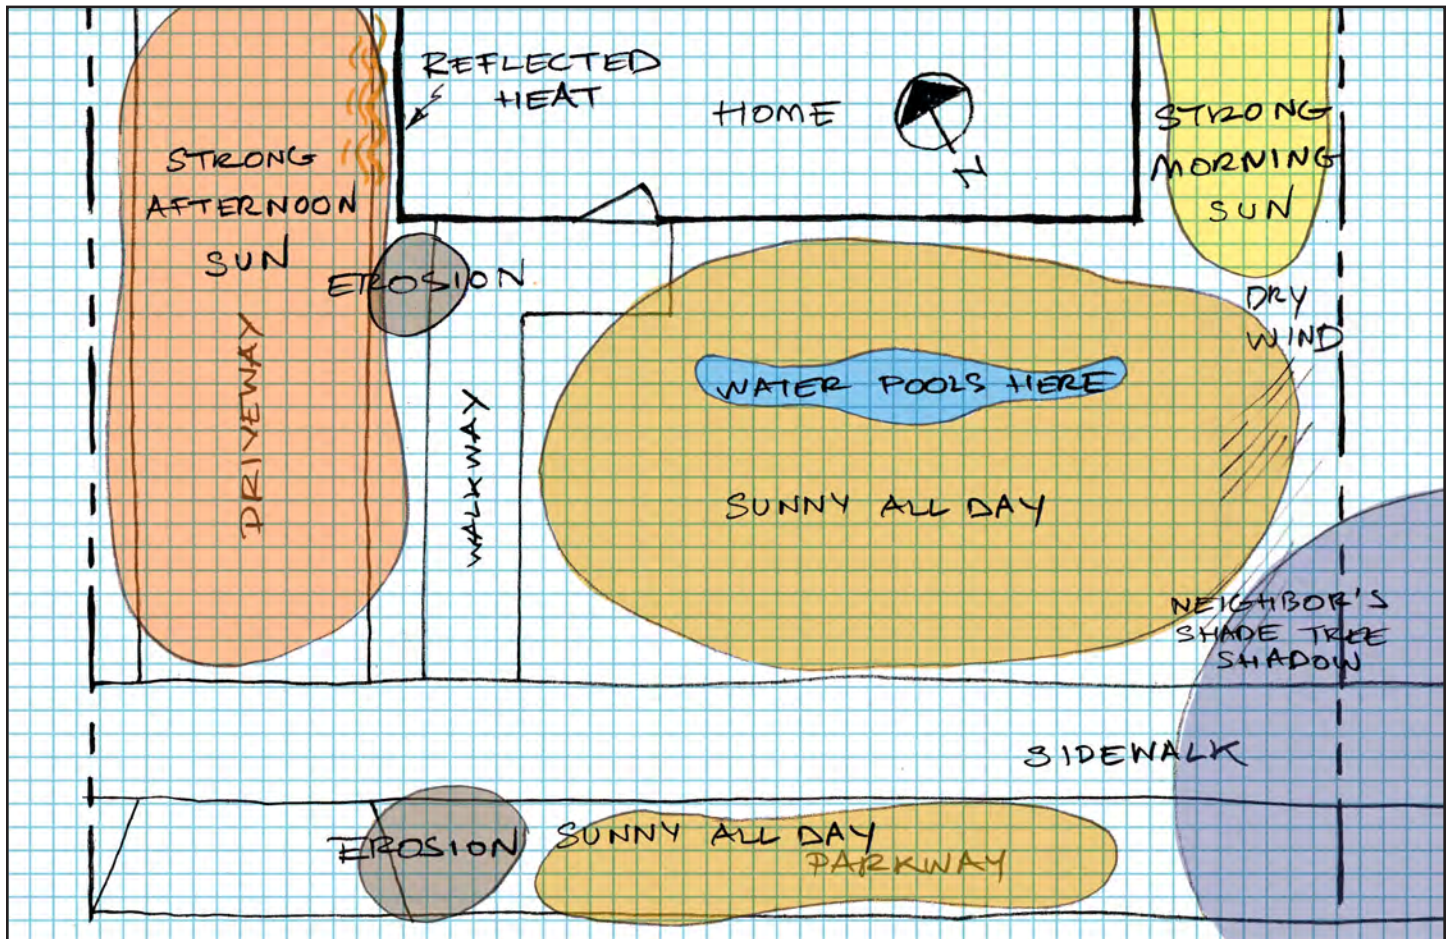 REFLECTED
HEAT
HOME
N
STRONG
MORNING
SUN
STRONG
AFTERNOON
SUN
EROSION
DRY
WIND
DRIVEWAY
WALKWAY
WATER POOLS HERE
SUNNY ALL DAY
NEIGHBOR'S
SHADE TREE
SHADOW
SIDEWALK
EROSION
SUNNY ALL DAY
PARKWAY